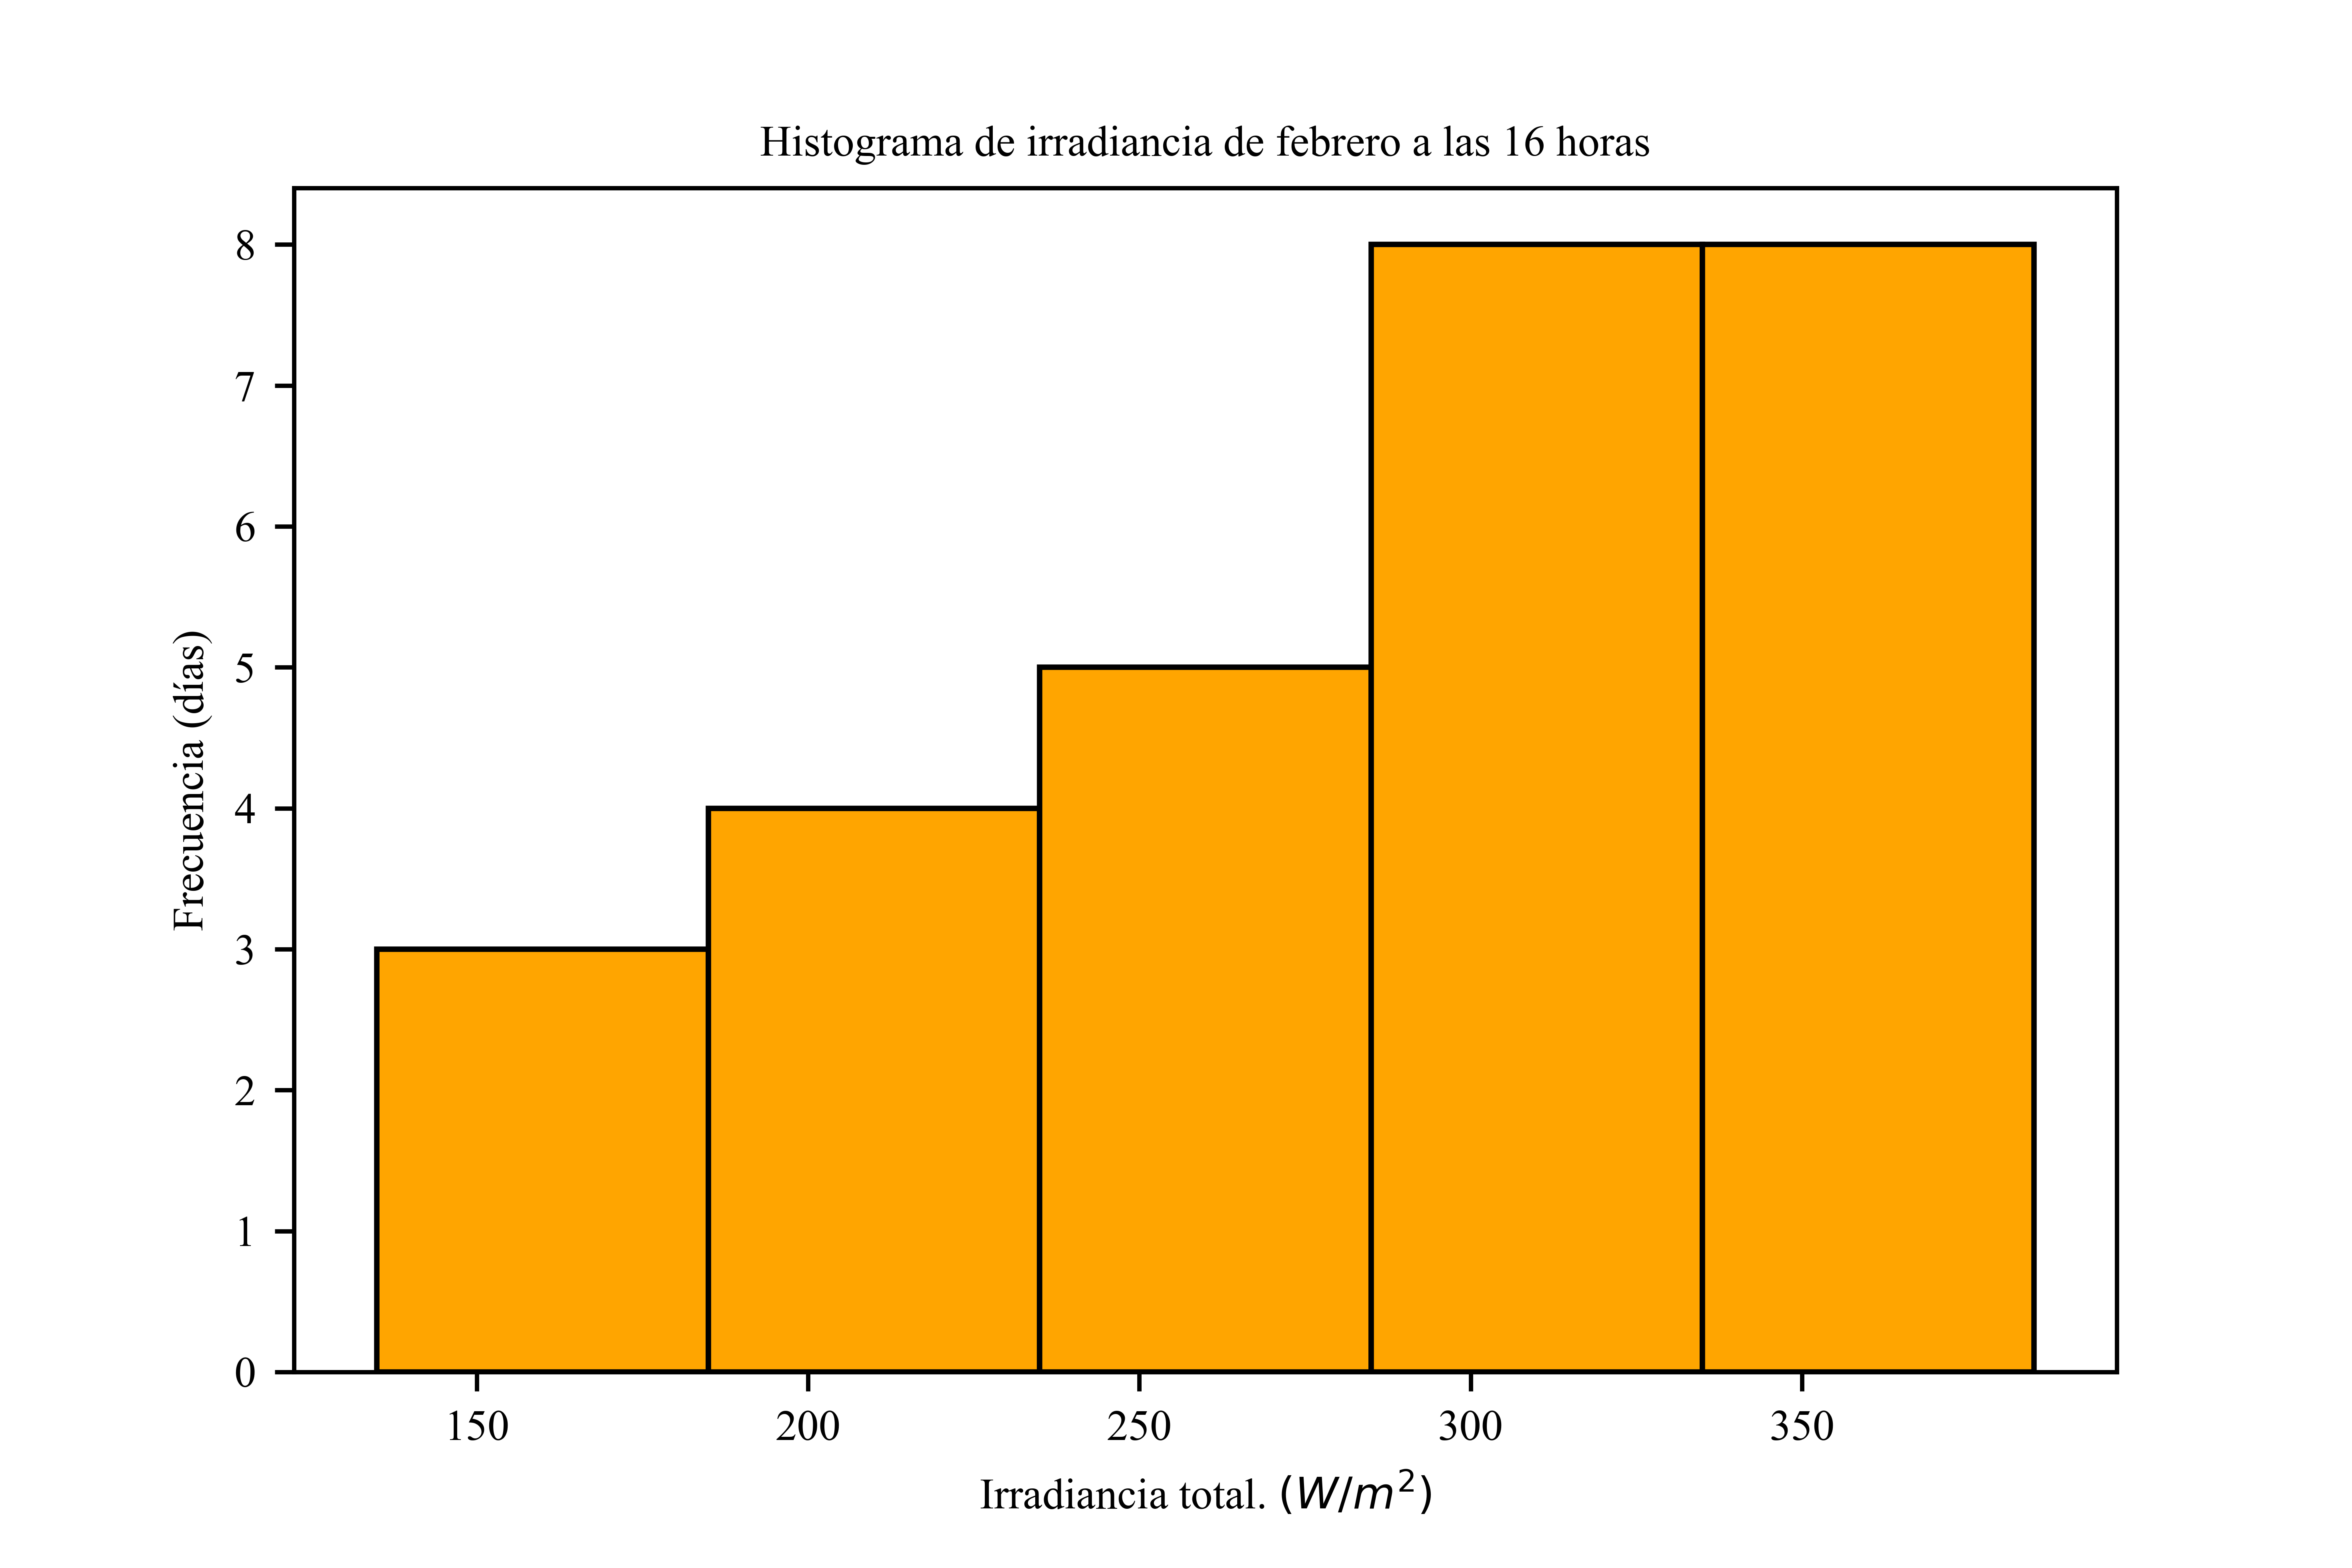 Histograma de irradiancia de febrero a las 16 horas
Frecuencia (días)
8
7
6
5
4
3
2
1
0
150 200 250 300 350
Irradiancia total. (W/m²)